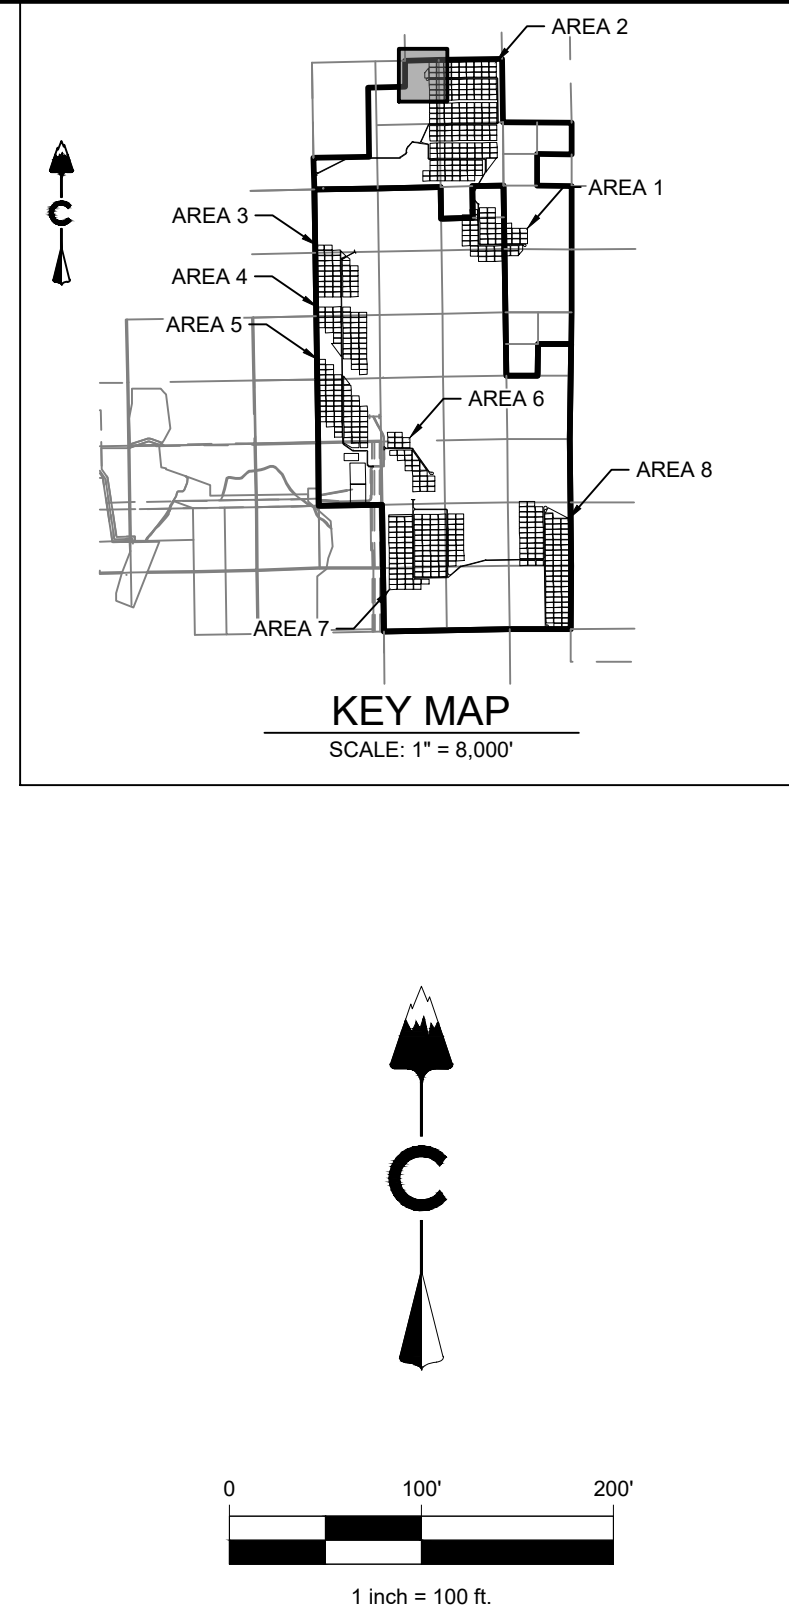 AREA 2
AREA 1
AREA 3
AREA 4
AREA 5
AREA 6
AREA 8
AREA 7
KEY MAP
SCALE: 1" = 8,000'
C
C
0 100' 200'
1 inch = 100 ft.